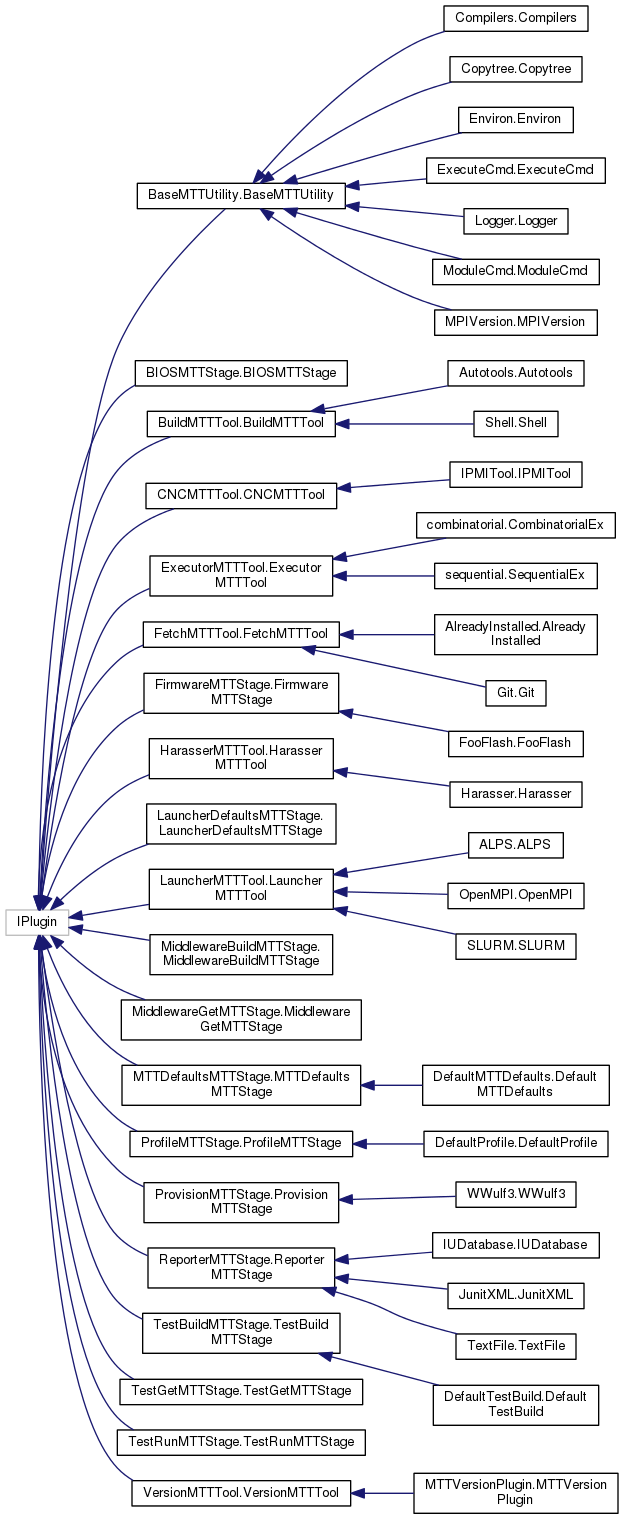 Compilers.Compilers
Copytree.Copytree
Environ.Environ
ExecuteCmd.ExecuteCmd
BaseMTTUtility.BaseMTTUtility
Logger.Logger
ModuleCmd.ModuleCmd
MPIVersion.MPIVersion
BIOSMTTStage.BIOSMTTStage
Autotools.Autotools
BuildMTTTool.BuildMTTTool
Shell.Shell
IPMITool.IPMITool
CNCMTTTool.CNCMTTTool
combinatorial.CombinatorialEx
ExecutorMTTTool.Executor
MTTTool
sequential.SequentialEx
AlreadyInstalled.Already
Installed
FetchMTTTool.FetchMTTTool
Git.Git
FirmwareMTTStage.Firmware
MTTStage
FooFlash.FooFlash
HarasserMTTTool.Harasser
MTTTool
Harasser.Harasser
LauncherDefaultsMTTStage.
LauncherDefaultsMTTStage
ALPS.ALPS
LauncherMTTTool.Launcher
MTTTool
OpenMPI.OpenMPI
IPlugin
SLURM.SLURM
MiddlewareBuildMTTStage.
MiddlewareBuildMTTStage
MiddlewareGetMTTStage.Middleware
GetMTTStage
MTTDefaultsMTTStage.MTTDefaults
MTTStage
DefaultMTTDefaults.Default
MTTDefaults
ProfileMTTStage.ProfileMTTStage
DefaultProfile.DefaultProfile
ProvisionMTTStage.Provision
MTTStage
WWulf3.WWulf3
IUDatabase.IUDatabase
ReporterMTTStage.Reporter
MTTStage
JunitXML.JunitXML
TextFile.TextFile
TestBuildMTTStage.TestBuild
MTTStage
TestGetMTTStage.TestGetMTTStage
DefaultTestBuild.Default
TestBuild
TestRunMTTStage.TestRunMTTStage
VersionMTTTool.VersionMTTTool
MTTVersionPlugin.MTTVersion
Plugin